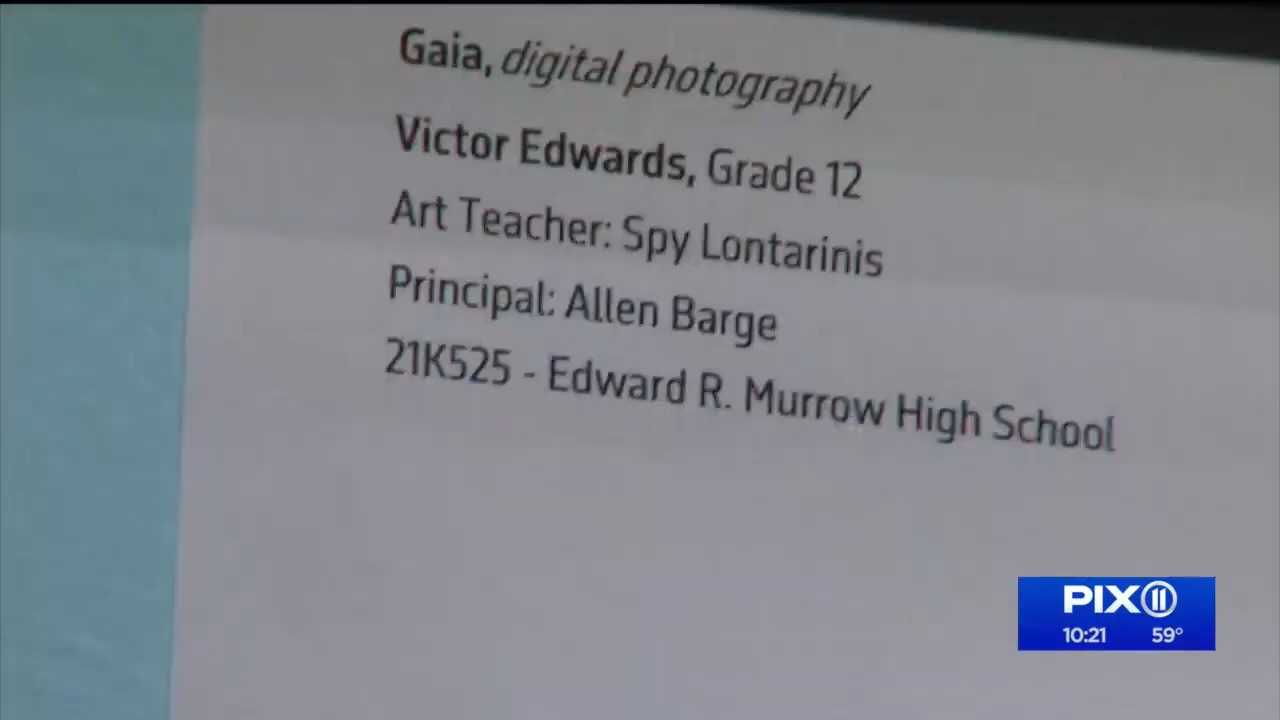 Gaia, digital photography
Victor Edwards, Grade 12
Art Teacher: Spy Lontarinis
Principal: Allen Barge
21K525 - Edward R. Murrow High School
PIX11
10:21 59°